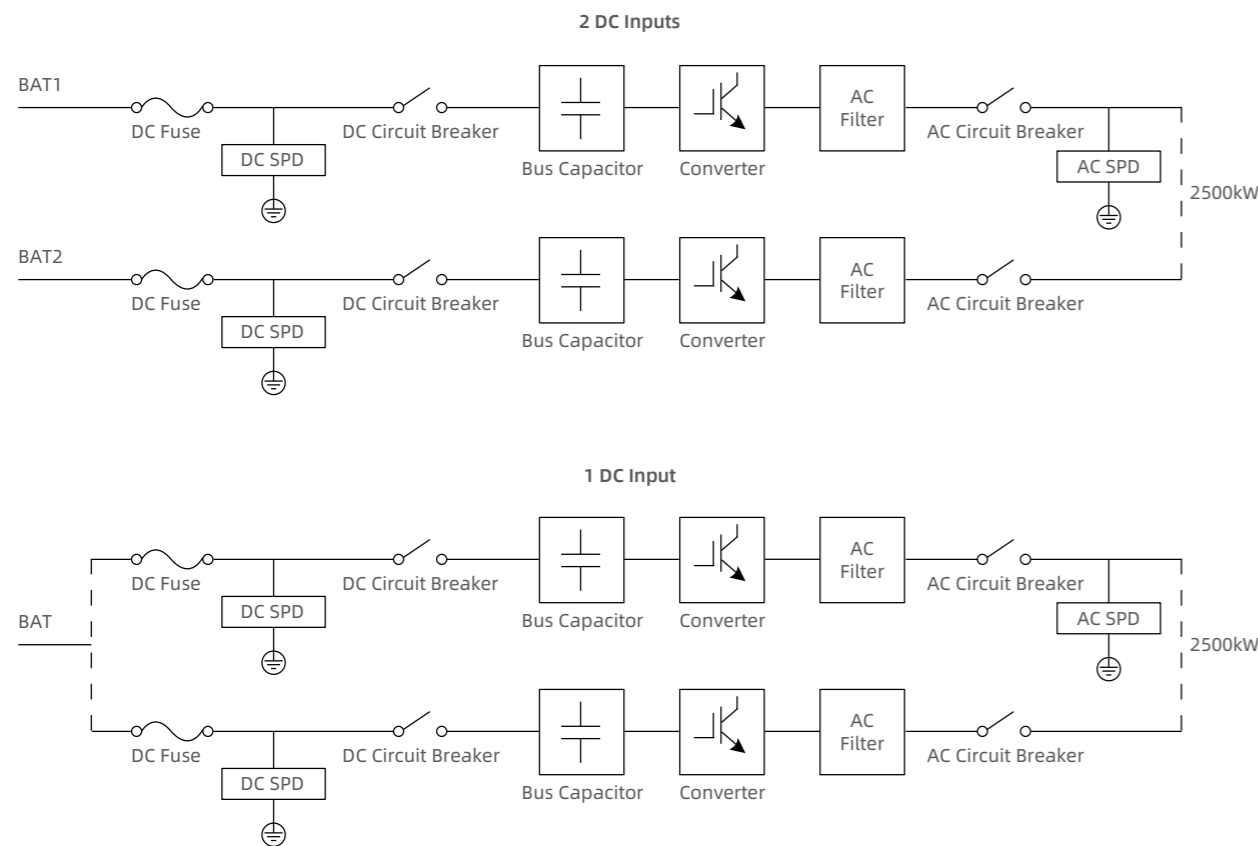 2 DC Inputs
BAT1
DC Fuse
DC SPD
DC Circuit Breaker
Bus Capacitor
Converter
AC
Filter
AC Circuit Breaker
AC SPD
2500kW
BAT2
DC Fuse
DC SPD
DC Circuit Breaker
Bus Capacitor
Converter
AC
Filter
AC Circuit Breaker
1 DC Input
BAT
DC Fuse
DC SPD
DC Circuit Breaker
Bus Capacitor
Converter
AC
Filter
AC Circuit Breaker
AC SPD
2500kW
DC Fuse
DC SPD
DC Circuit Breaker
Bus Capacitor
Converter
AC
Filter
AC Circuit Breaker